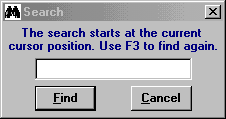 Search
The search starts at the current
cursor position. Use F3 to find again.
Find
Cancel